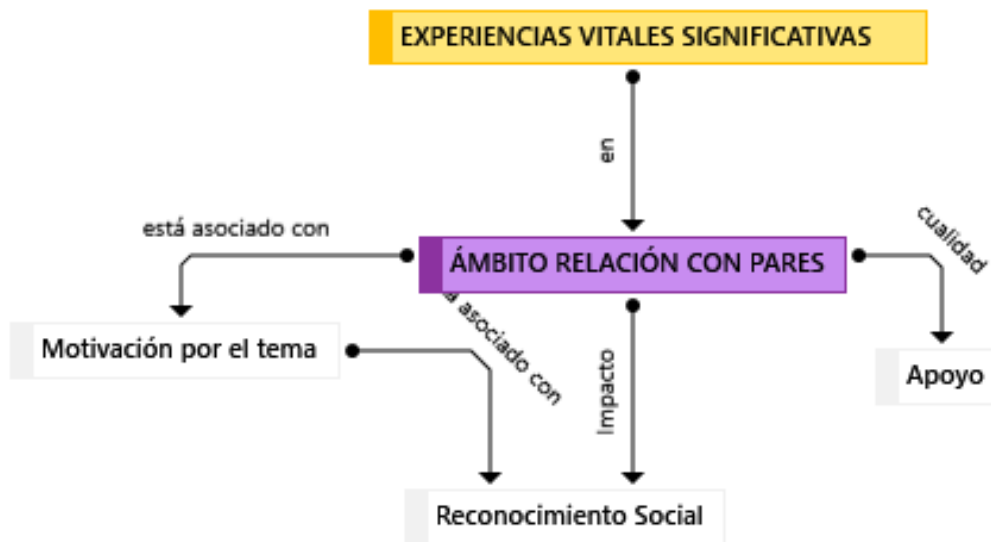 EXPERIENCIAS VITALES SIGNIFICATIVAS
en
está asociado con
cualidad
ÁMBITO RELACIÓN CON PARES
asociado con
Motivación por el tema
Impacto
Apoyo
Reconocimiento Social